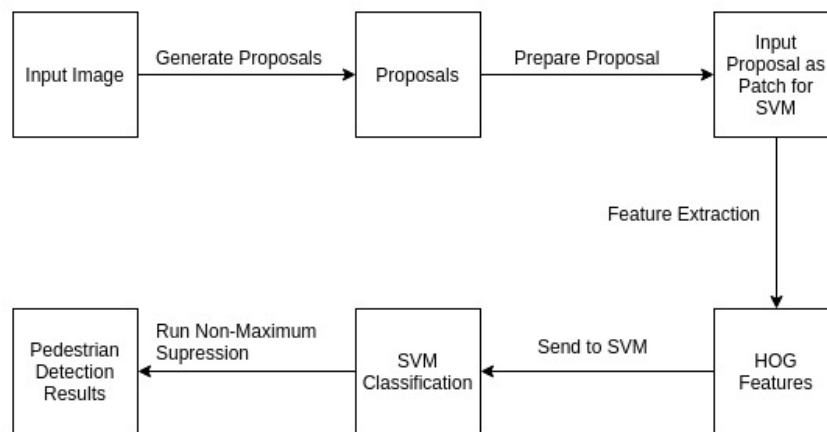 Input Image
Generate Proposals
Proposals
Prepare Proposal
Input
Proposal as
Patch for
SVM
Feature Extraction
HOG
Features
Send to SVM
SVM
Classification
Run Non-Maximum
Supression
Pedestrian
Detection
Results